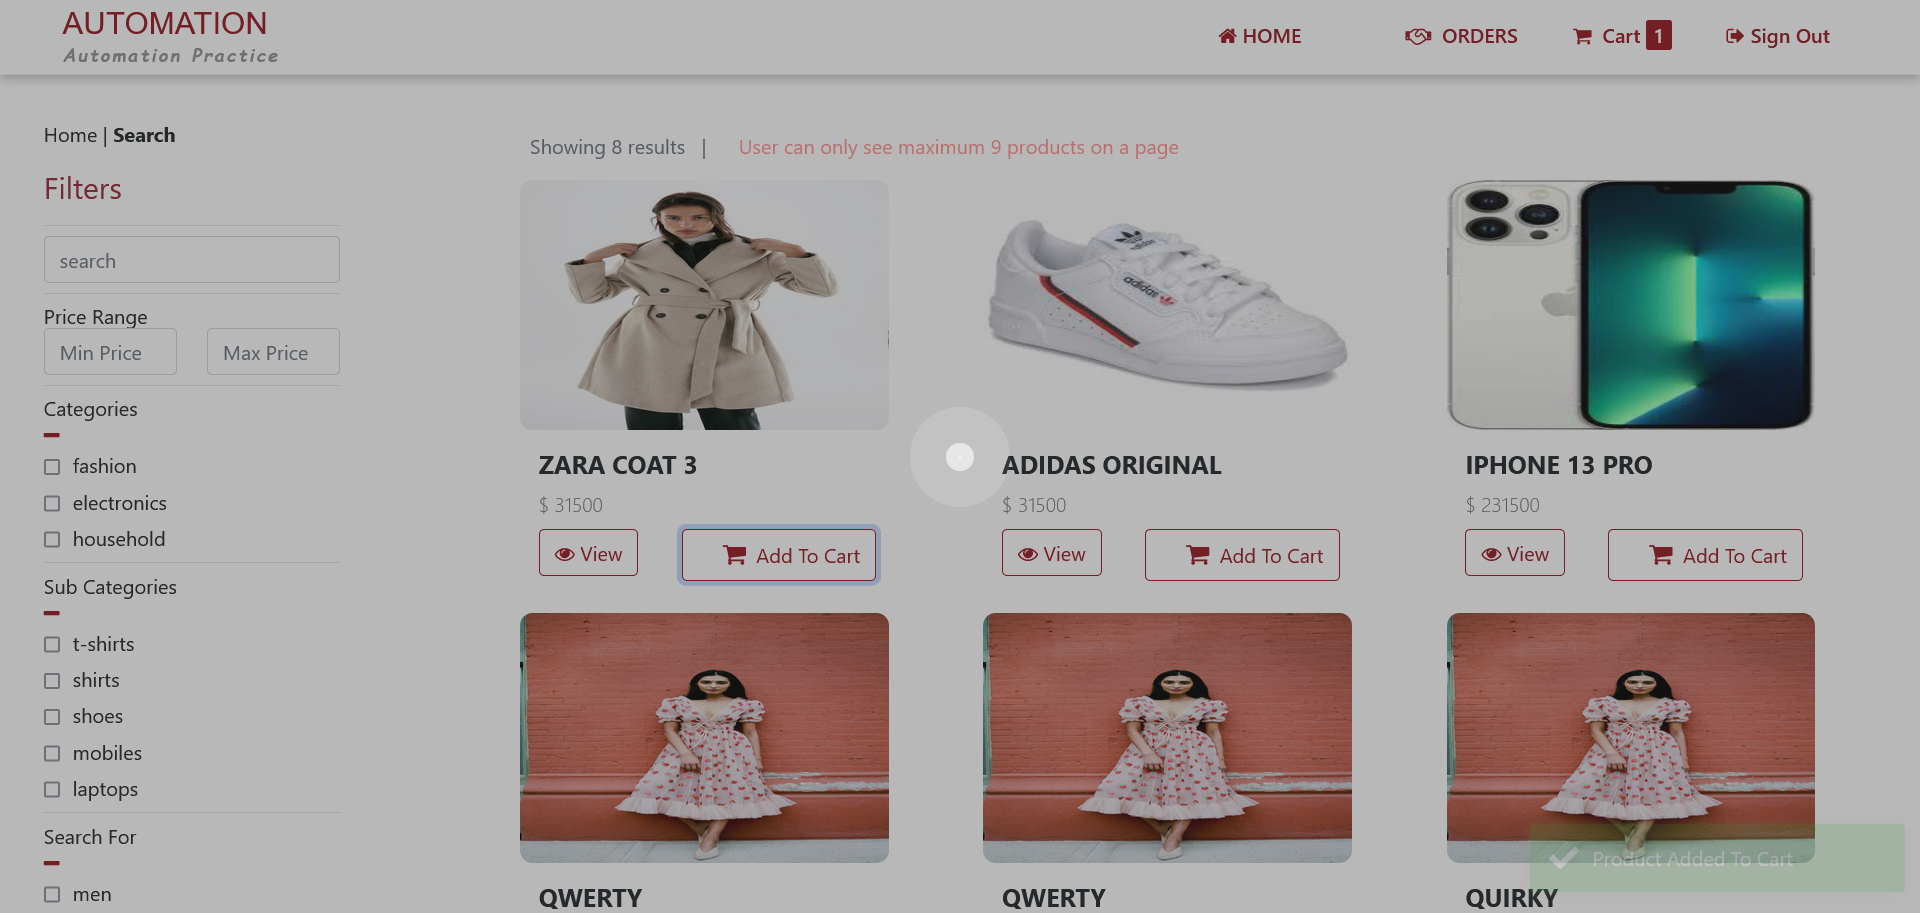 AUTOMATION
Automation Practice
HOME
ORDERS
Cart 1
Sign Out
Home | Search
Showing 8 results |
User can only see maximum 9 products on a page
Filters
search
Price Range
Min Price
Max Price
Categories
fashion
electronics
household
Sub Categories
t-shirts
shirts
shoes
mobiles
laptops
Search For
men
adidas
ZARA COAT 3
$ 31500
View
Add To Cart
ADIDAS ORIGINAL
$ 31500
View
Add To Cart
IPHONE 13 PRO
$ 231500
View
Add To Cart
QWERTY
QWERTY
QUIRKY
Product Added To Cart